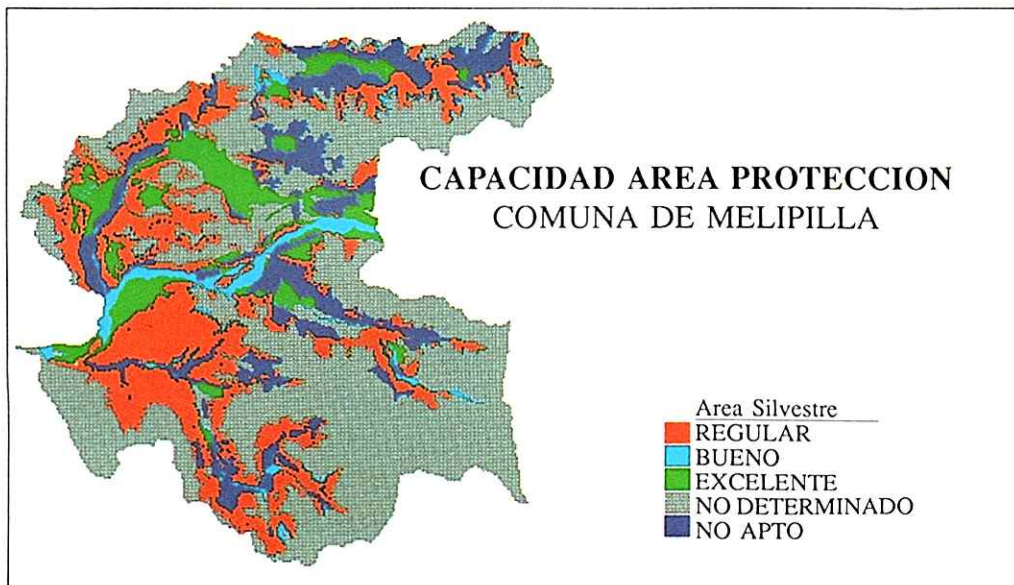 CAPACIDAD AREA PROTECCION
COMUNA DE MELIPILLA
Area Silvestre
REGULAR
BUENO
EXCELENTE
NO DETERMINADO
NO APTO